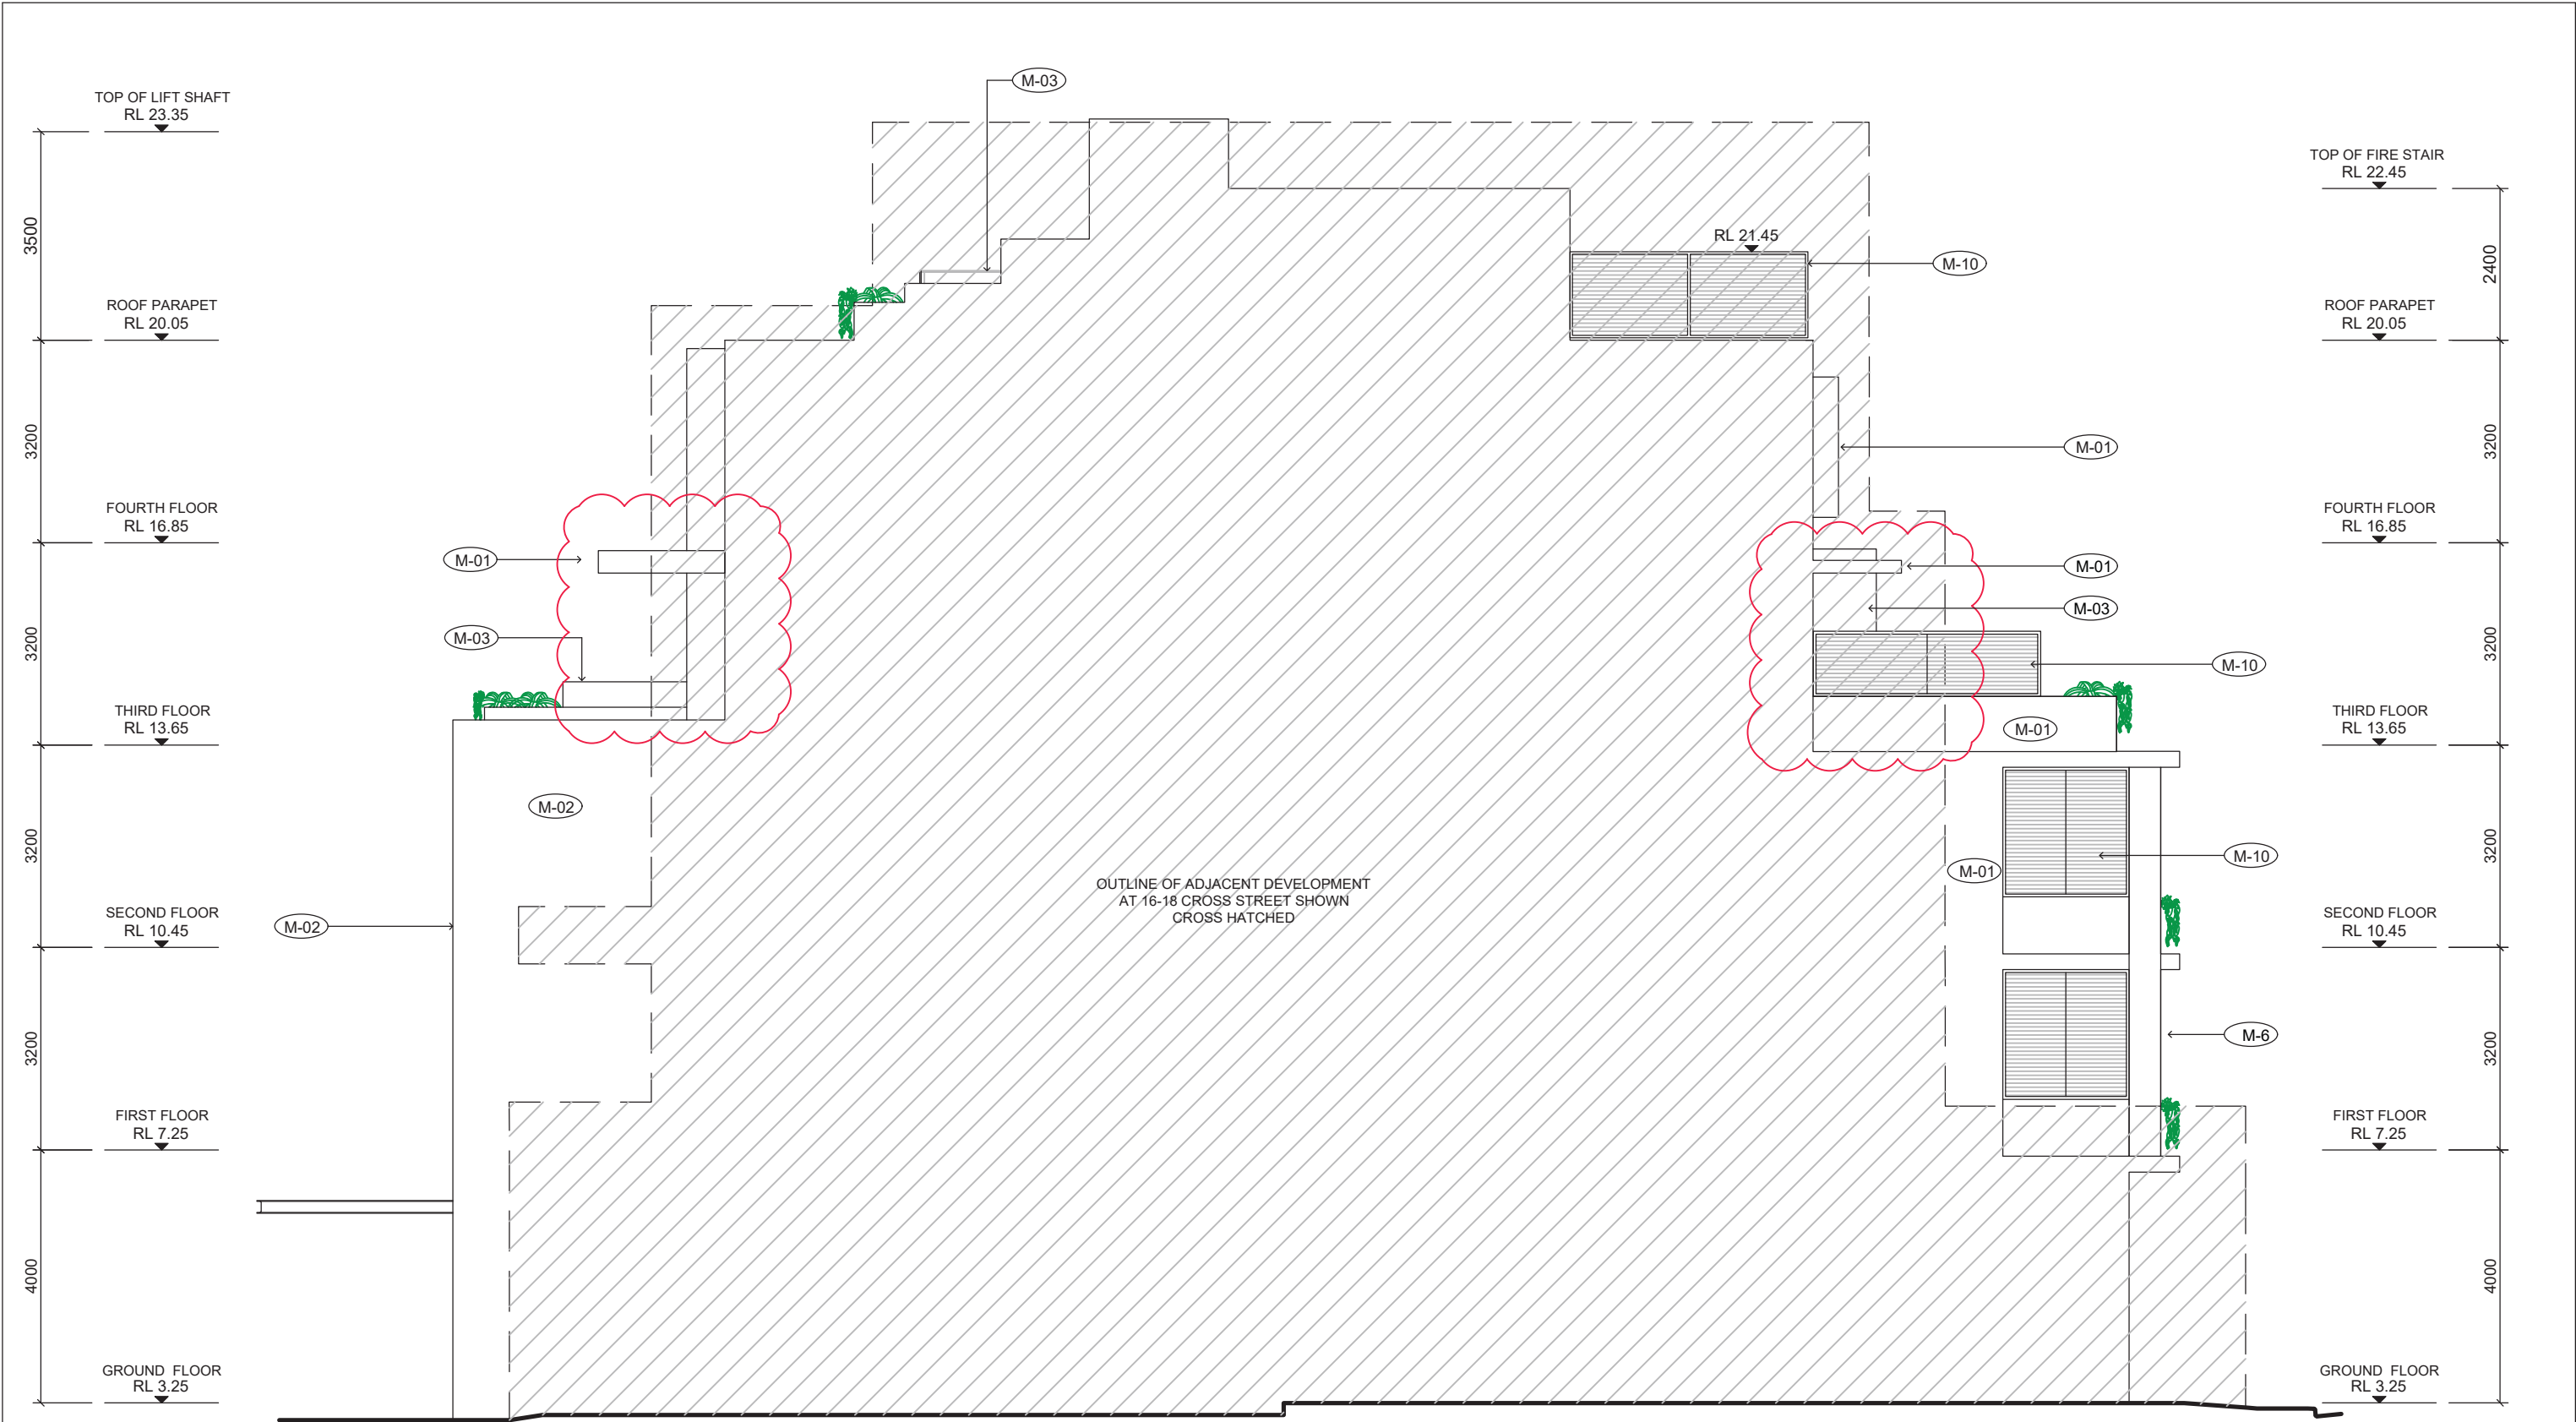 M-03
TOP OF LIFT SHAFT
RL 23.35
3500
ROOF PARAPET
RL 20.05
3200
FOURTH FLOOR
RL 16.85
M-01
3200
M-03
THIRD FLOOR
RL 13.65
M-02
3200
SECOND FLOOR
RL 10.45
M-02
3200
FIRST FLOOR
RL 7.25
4000
GROUND FLOOR
RL 3.25
OUTLINE OF ADJACENT DEVELOPMENT
AT 16-18 CROSS STREET SHOWN
CROSS HATCHED
TOP OF FIRE STAIR
RL 22.45
RL 21.45
M-10
2400
ROOF PARAPET
RL 20.05
M-01
3200
FOURTH FLOOR
RL 16.85
M-01
M-03
3200
M-10
THIRD FLOOR
RL 13.65
M-01
3200
M-10
M-01
SECOND FLOOR
RL 10.45
M-6
3200
FIRST FLOOR
RL 7.25
4000
GROUND FLOOR
RL 3.25